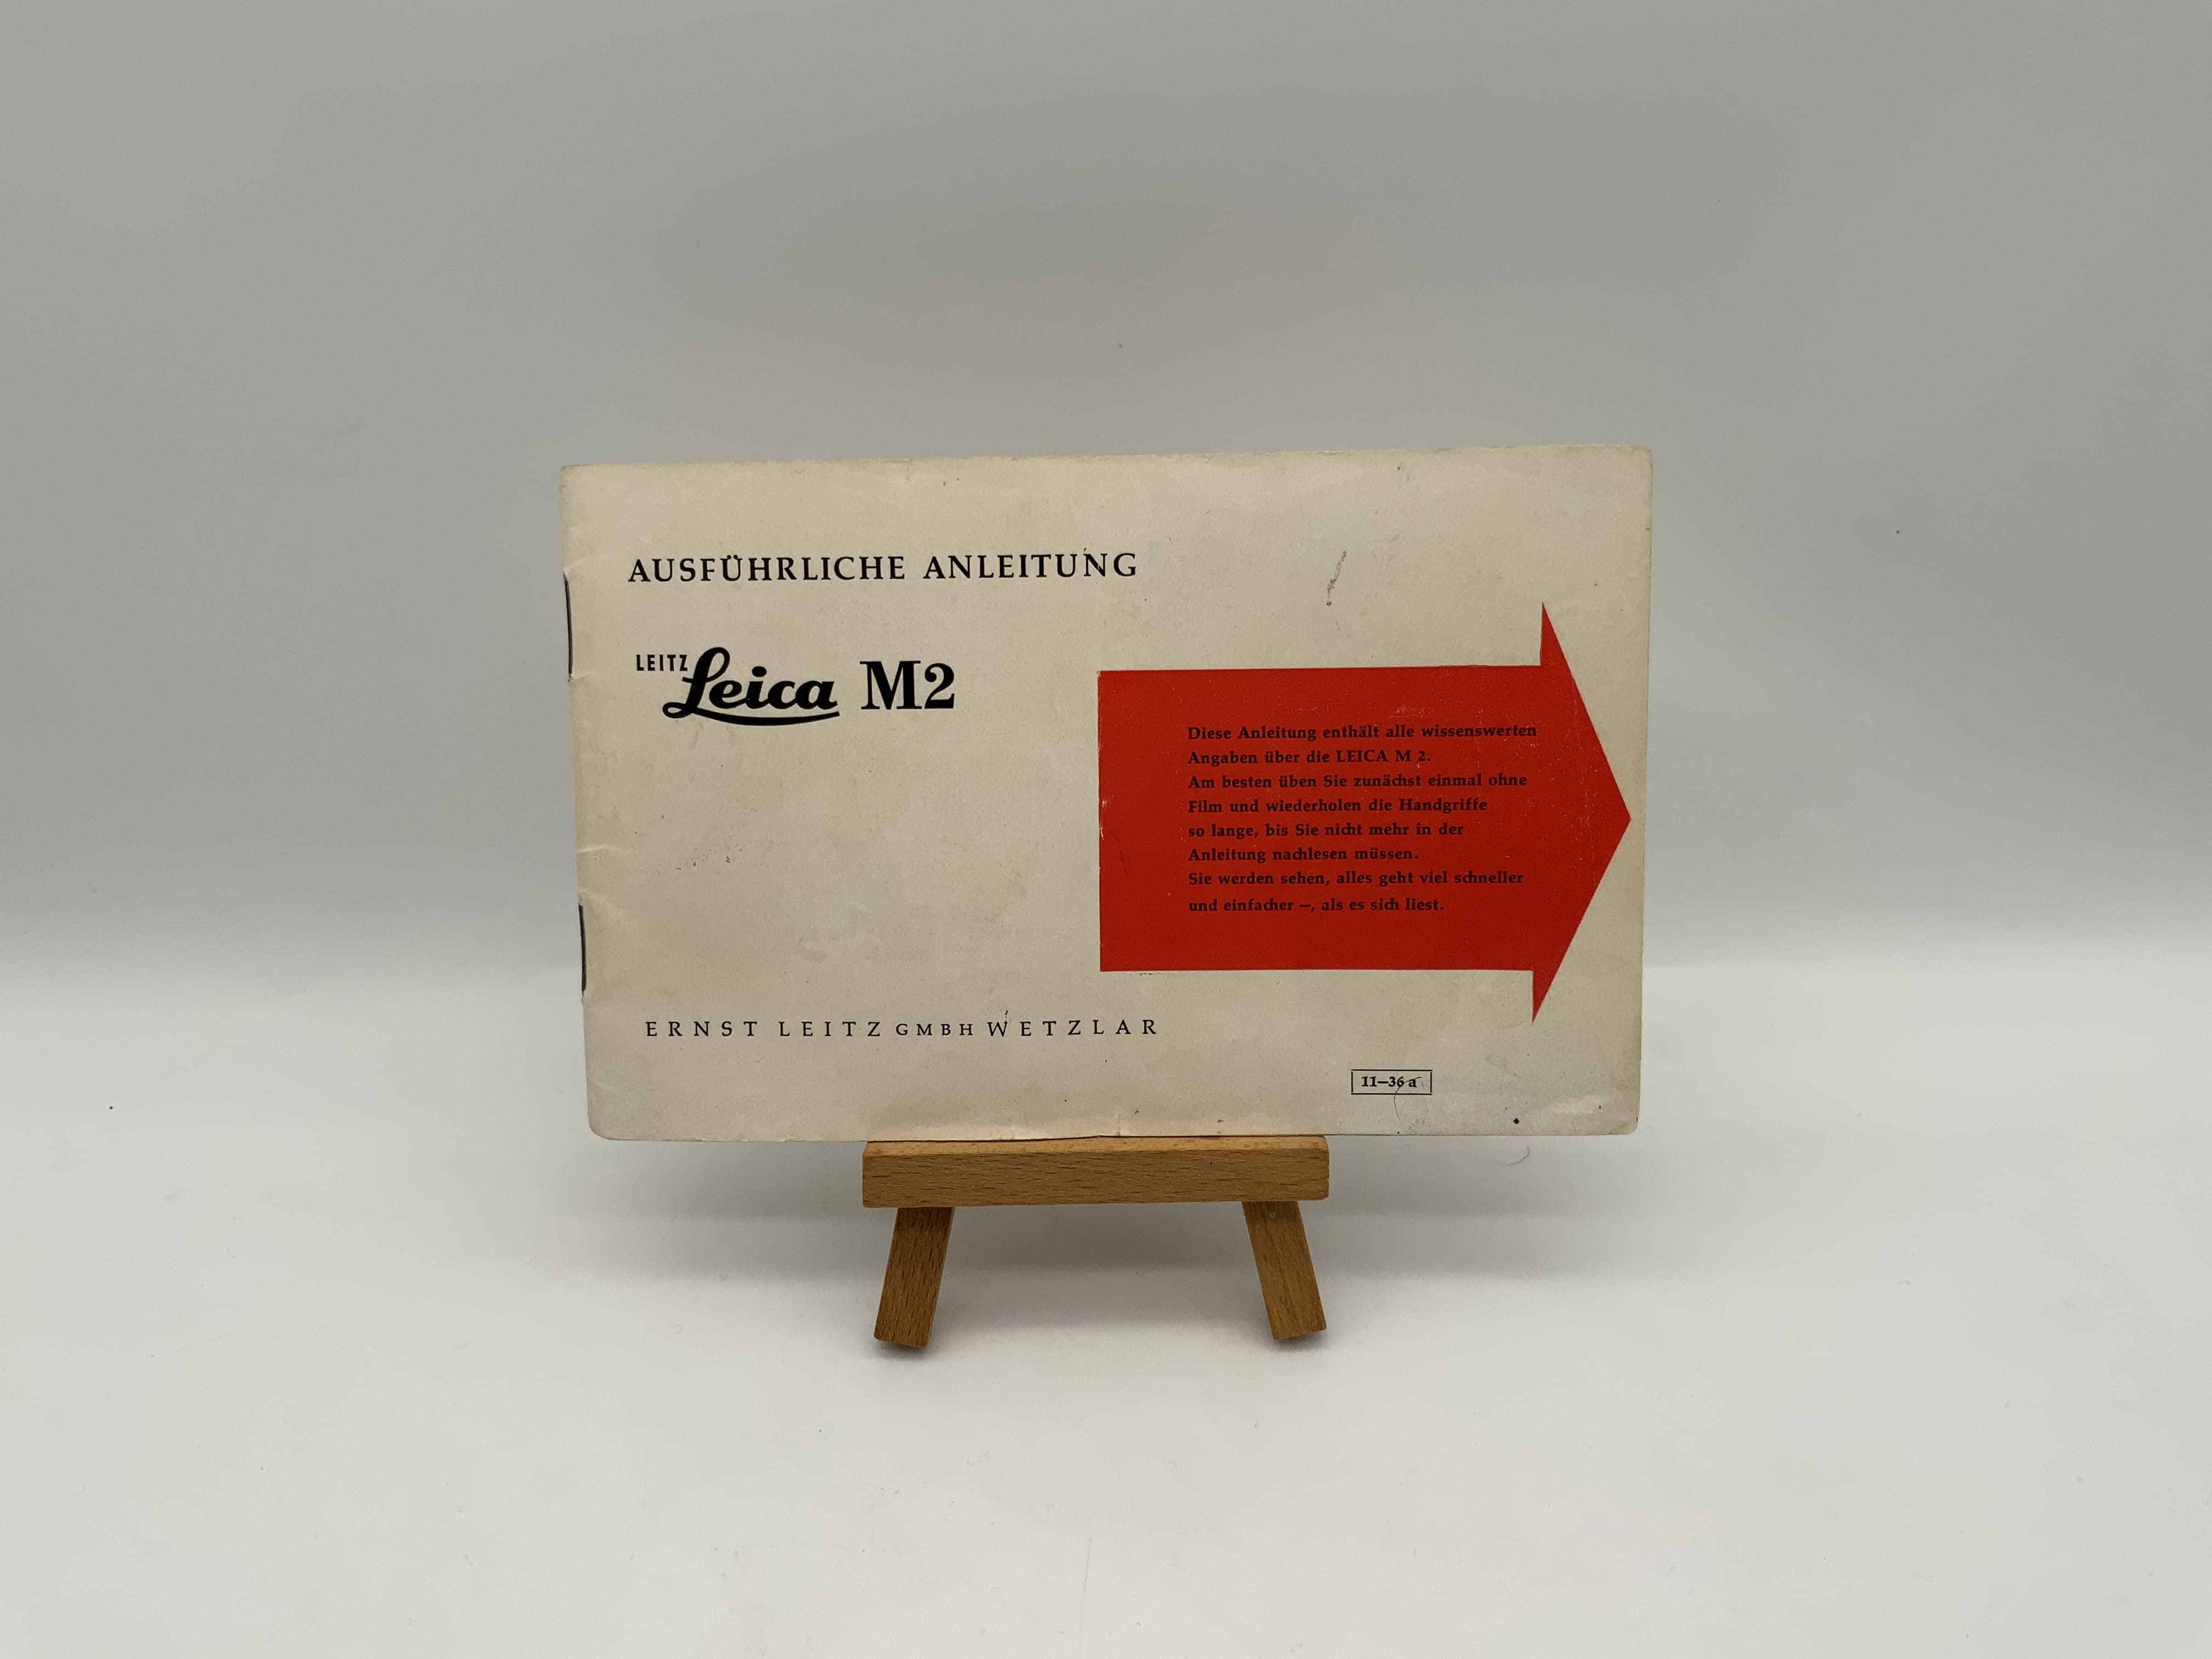 AUSFÜHRLICHE ANLEITUNG
LEITZ Leica M2
Diese Anleitung enthält alle wissenswerten
Angaben über die LEICA M 2.
Am besten üben Sie zunächst einmal ohne
Film und wiederholen die Handgriffe
so lange, bis Sie nicht mehr in der
Anleitung nachlesen müssen.
Sie werden sehen, alles geht viel schneller
und einfacher —, als es sich liest.
ERNST LEITZ GMBH WETZLAR
11—36 a